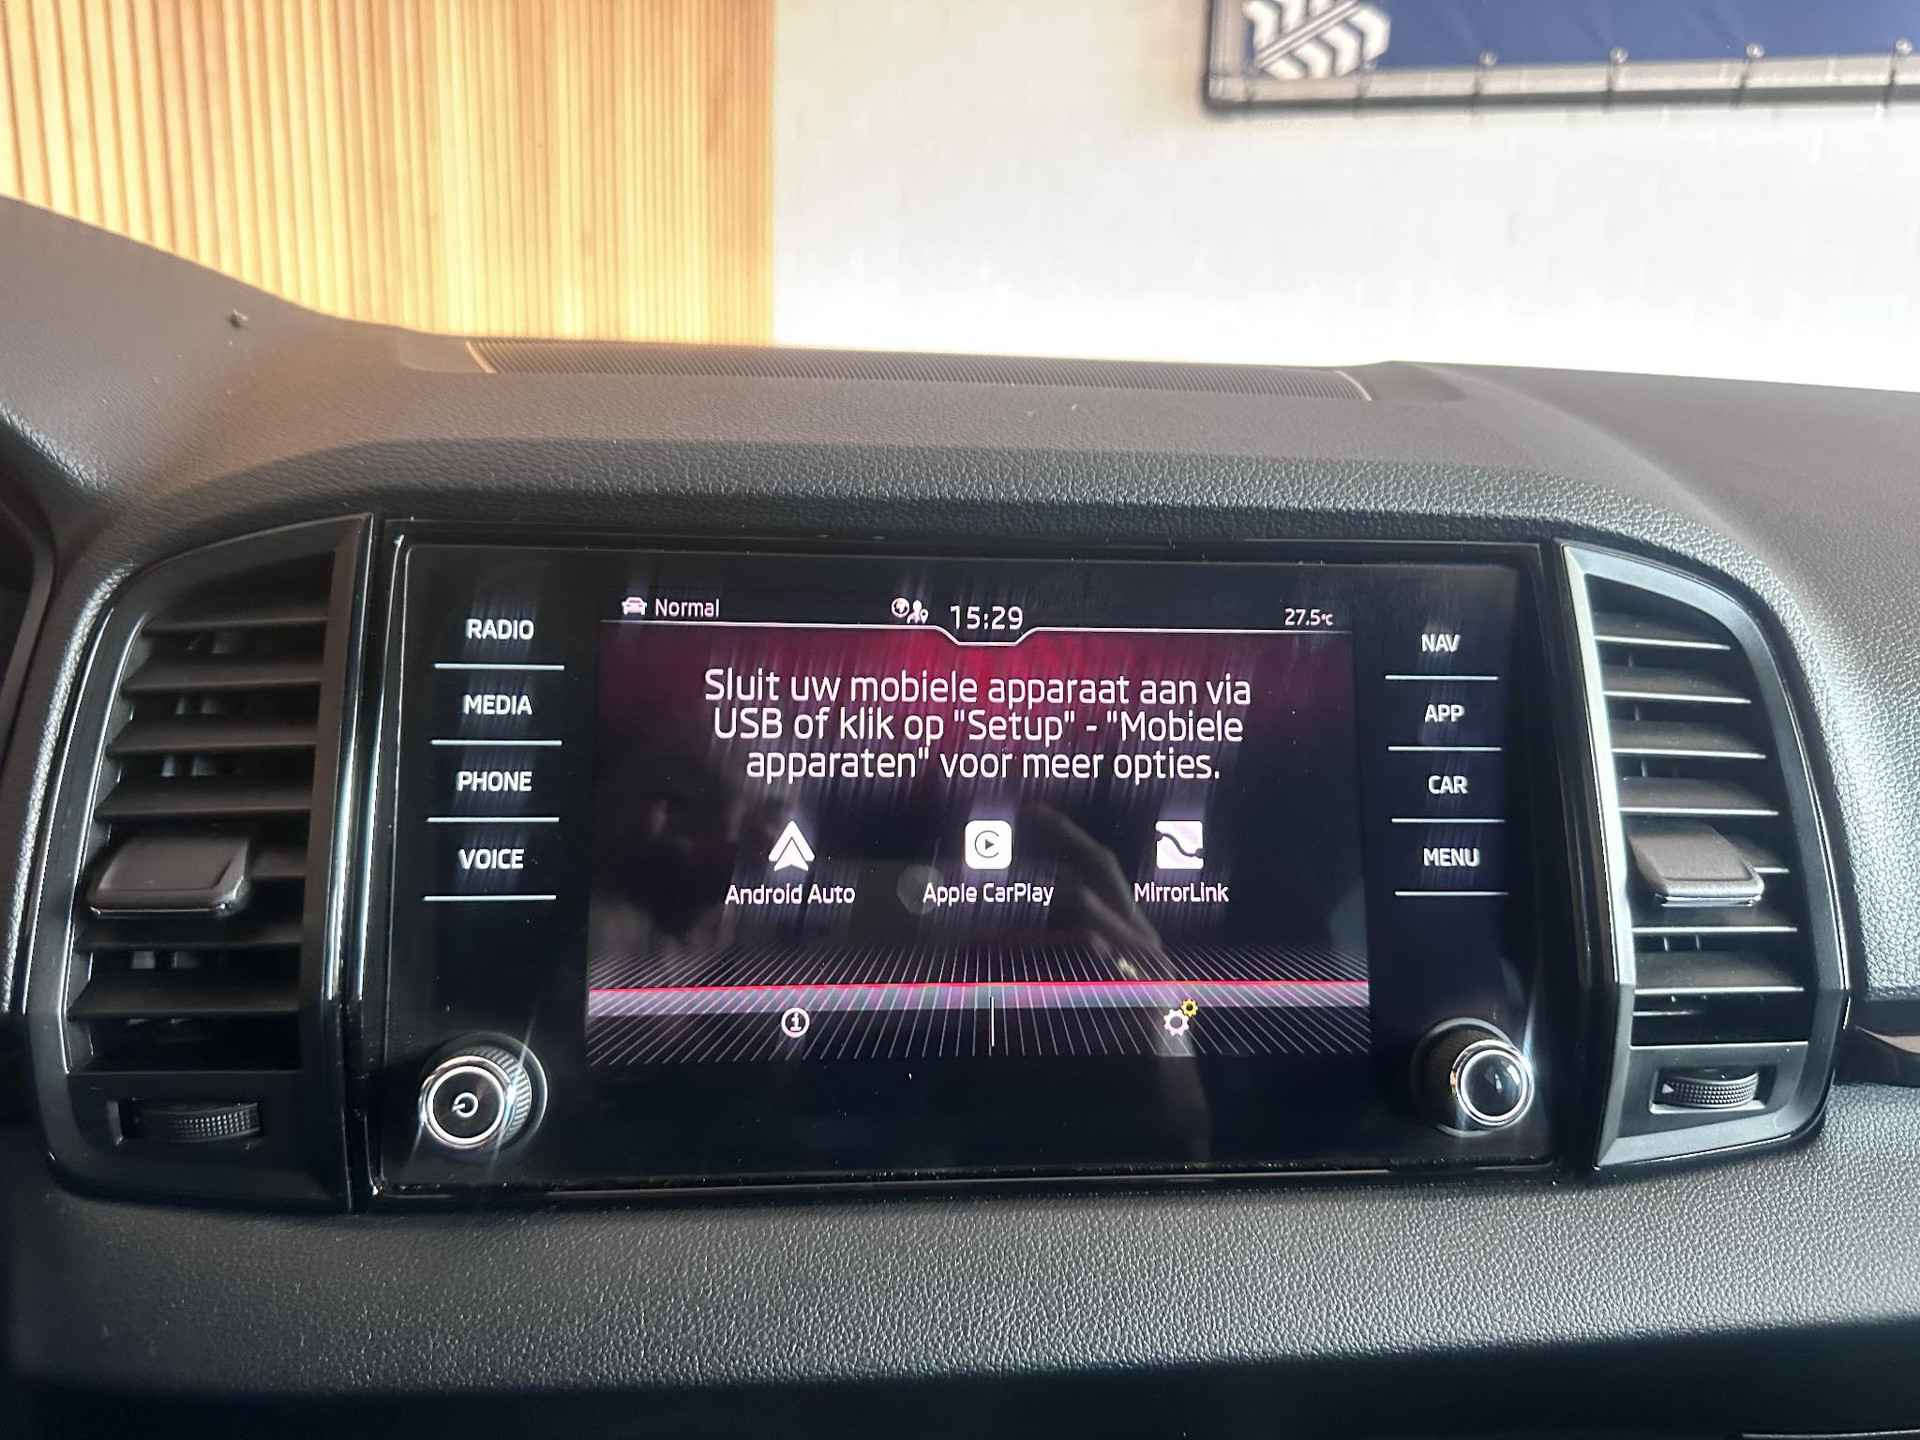 Normal
15:29
27.5°C
RADIO
MEDIA
PHONE
VOICE
Sluit uw mobiele apparaat aan via
USB of klik op "Setup" - "Mobiele
apparaten" voor meer opties.
Android Auto
Apple CarPlay
MirrorLink
NAV
APP
CAR
MENU